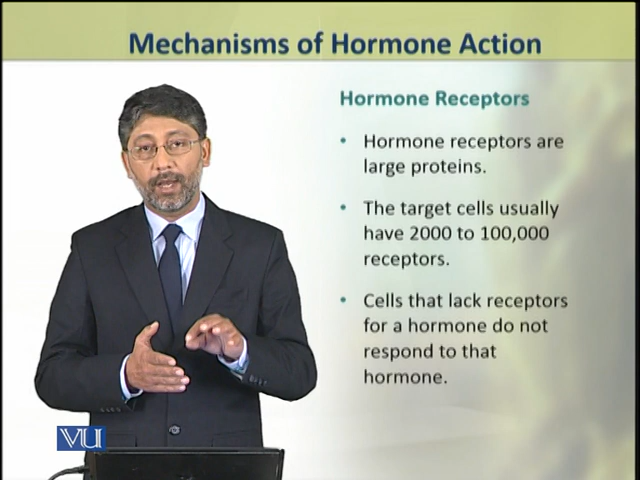 Mechanisms of Hormone Action
Hormone Receptors
• Hormone receptors are
large proteins.
• The target cells usually
have 2000 to 100,000
receptors.
• Cells that lack receptors
for a hormone do not
respond to that
hormone.
VU